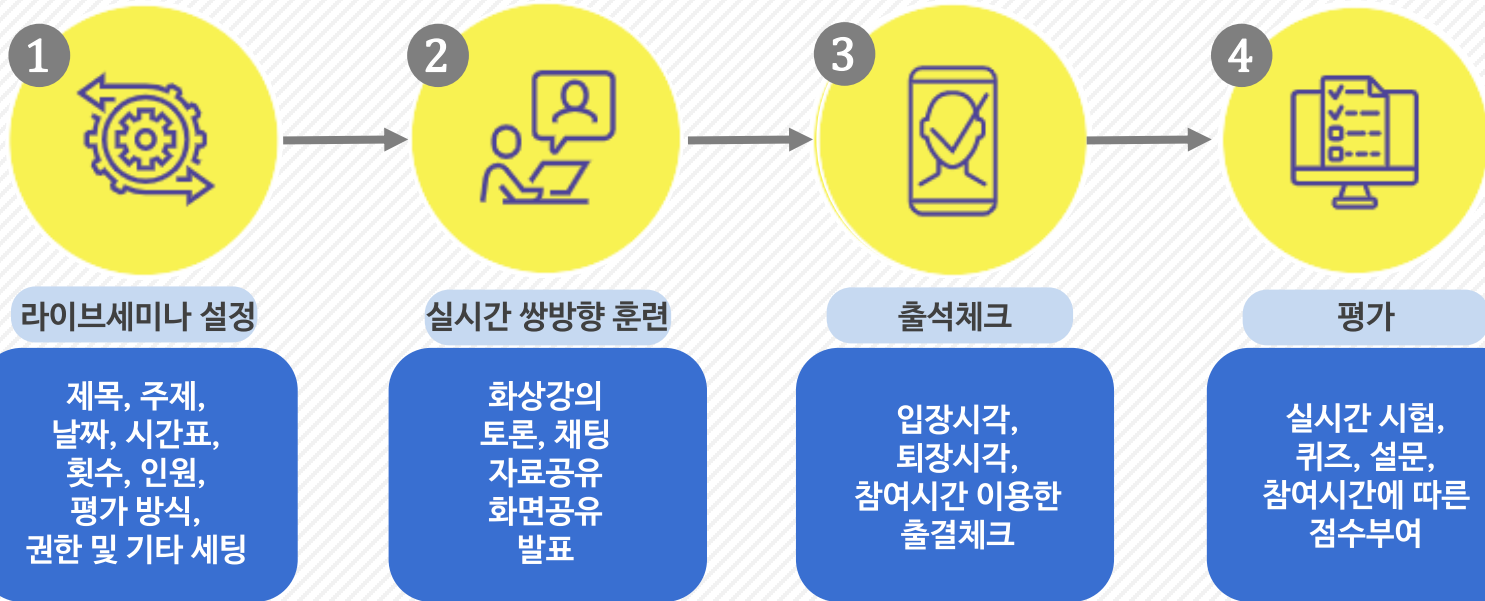 1
2
3
4
라이브세미나 설정
실시간 쌍방향 훈련
출석체크
평가
제목, 주제,
날짜, 시간표,
횟수, 인원,
평가 방식,
권한 및 기타 세팅
화상강의
토론, 채팅
자료공유
화면공유
발표
입장시각,
퇴장시각,
참여시간 이용한
출결체크
실시간 시험,
퀴즈, 설문,
참여시간에 따른
점수부여